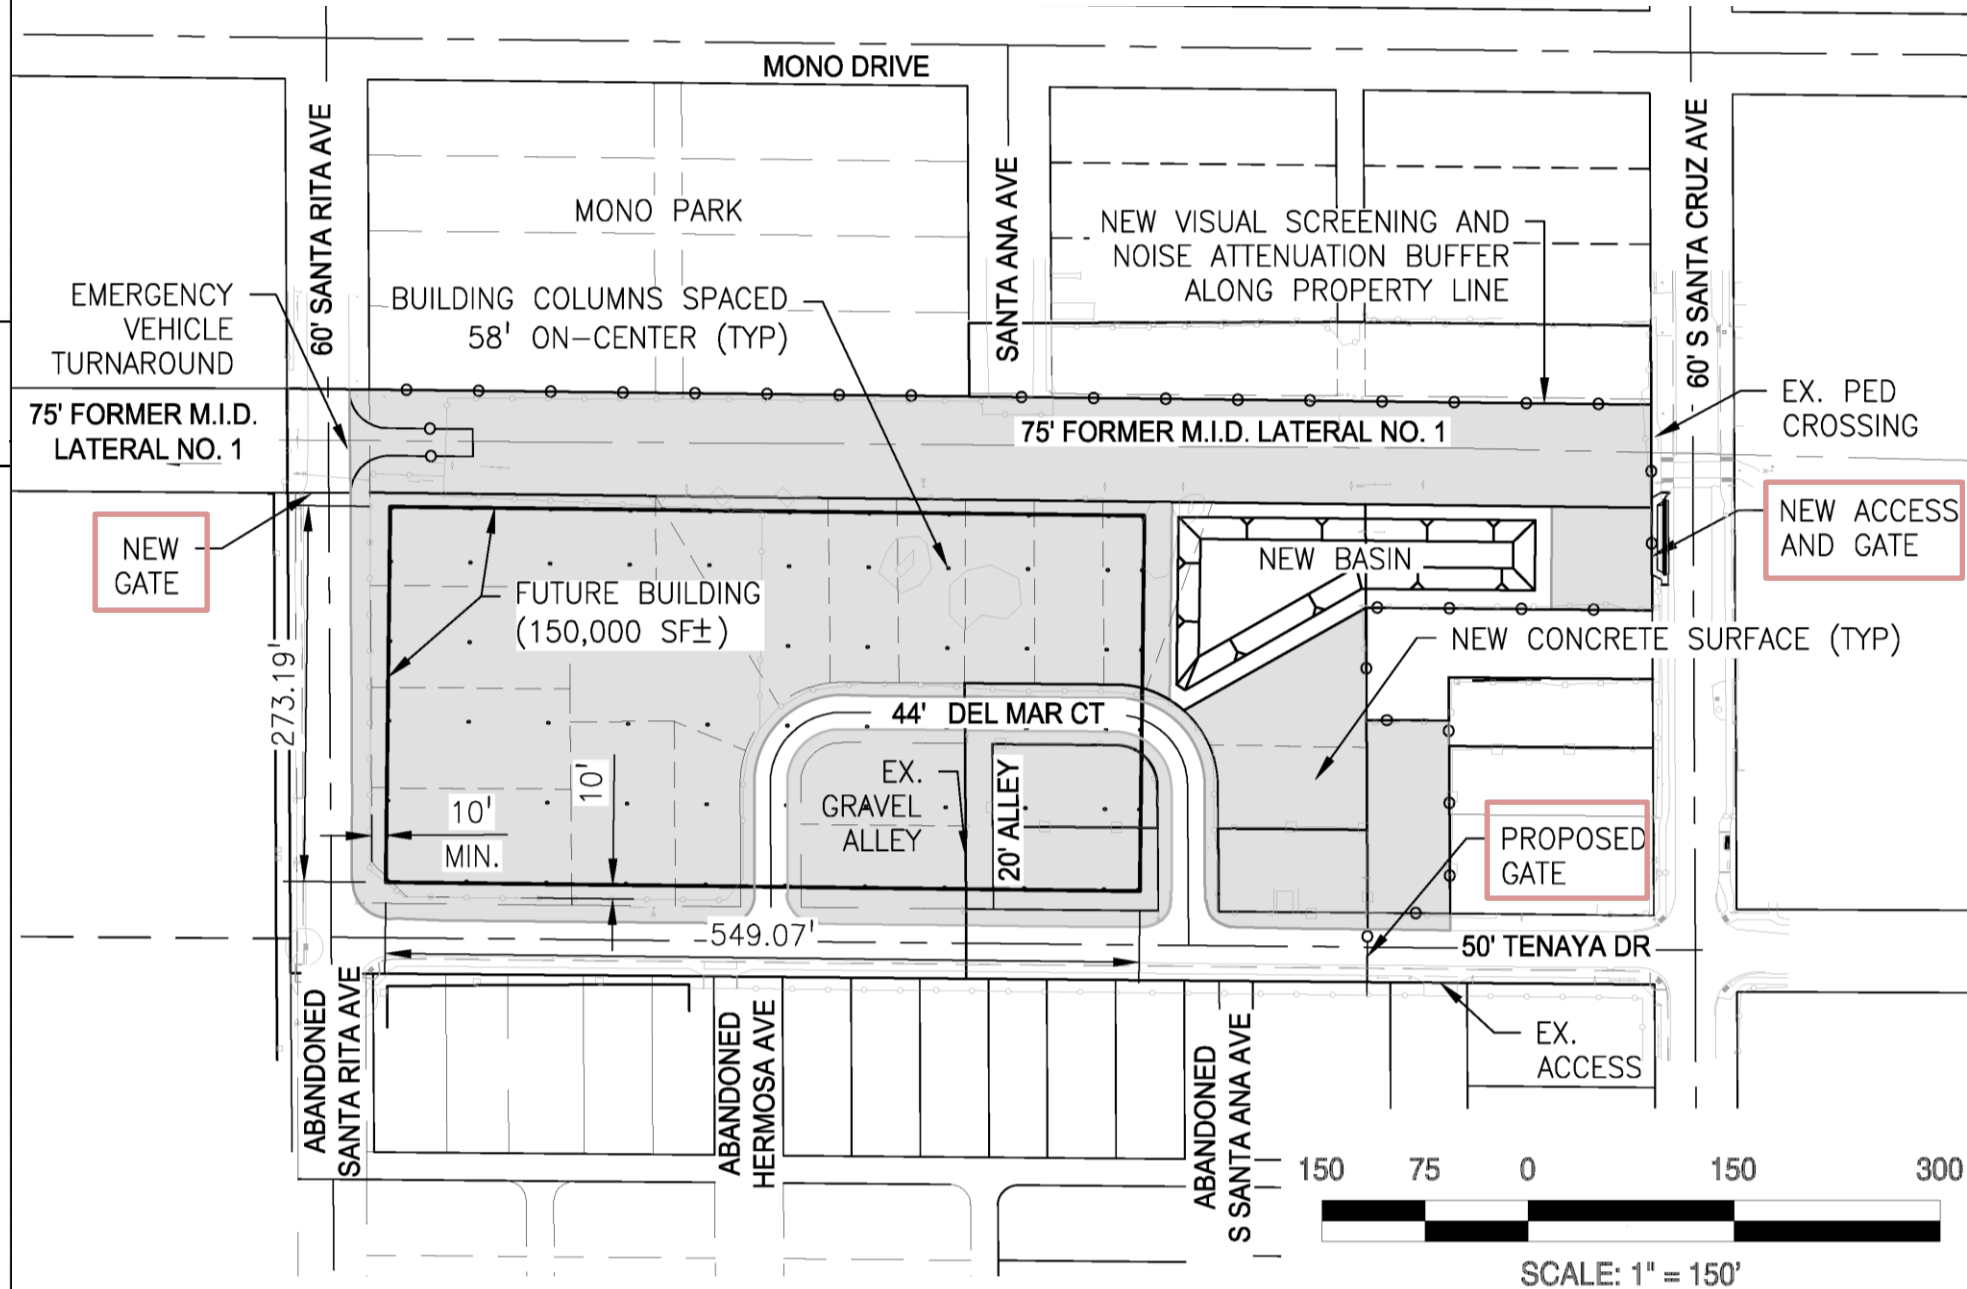 MONO DRIVE
60' SANTA RITA AVE
MONO PARK
SANTA ANA AVE
60' S SANTA CRUZ AVE
NEW VISUAL SCREENING AND
NOISE ATTENUATION BUFFER
ALONG PROPERTY LINE
EMERGENCY
VEHICLE
TURNAROUND
BUILDING COLUMNS SPACED
58' ON-CENTER (TYP)
75' FORMER M.I.D.
LATERAL NO. 1
75' FORMER M.I.D. LATERAL NO. 1
EX. PED
CROSSING
NEW
GATE
NEW ACCESS
AND GATE
NEW BASIN
FUTURE BUILDING
(150,000 SF±)
NEW CONCRETE SURFACE (TYP)
273.19'
44' DEL MAR CT
10'
MIN.
10'
EX.
GRAVEL
ALLEY
20' ALLEY
PROPOSED
GATE
549.07'
50' TENAYA DR
ABANDONED
SANTA RITA AVE
ABANDONED
HERMOSA AVE
ABANDONED
S SANTA ANA AVE
EX.
ACCESS
150 75 0 150 300
SCALE: 1" = 150'